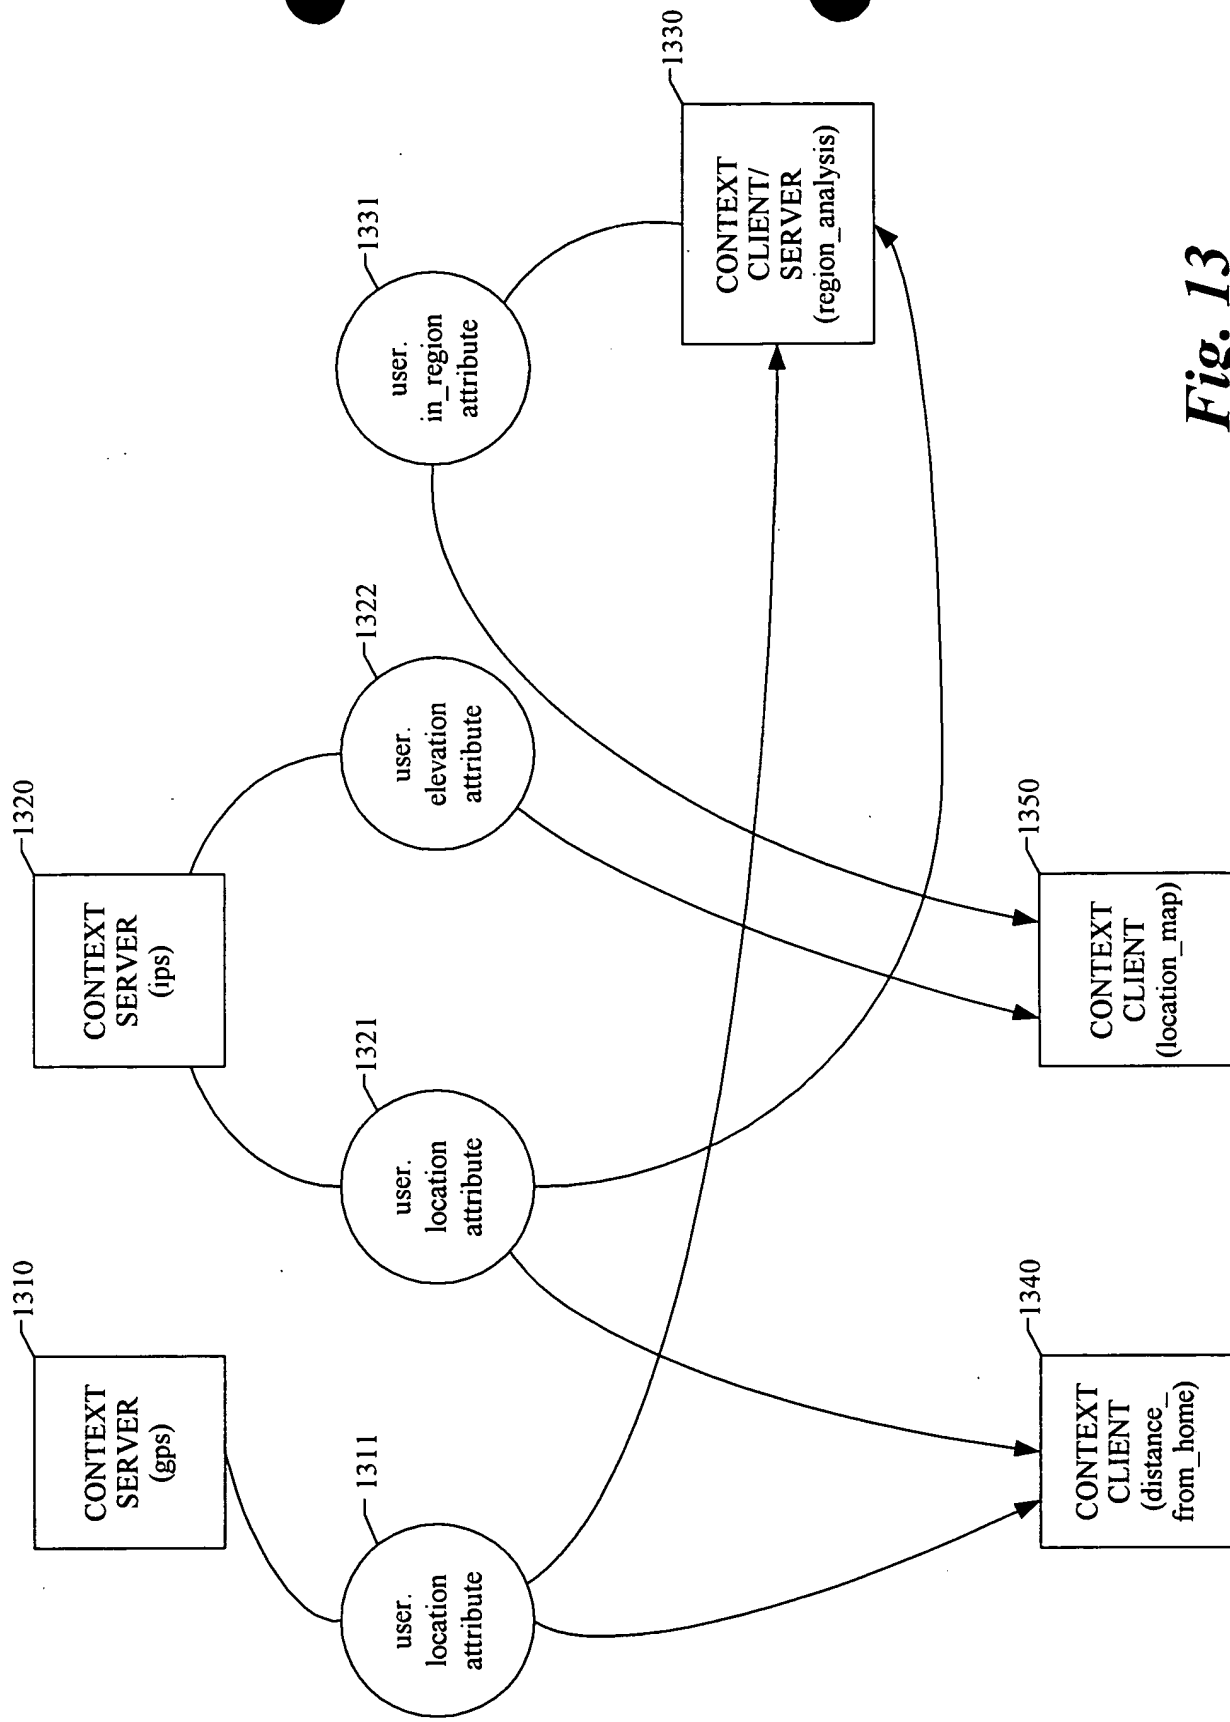 1310
CONTEXT
SERVER
(gps)
1320
CONTEXT
SERVER
(ips)
1311
user.
location
attribute
1321
user.
location
attribute
1322
user.
elevation
attribute
1331
user.
in_region
attribute
1330
CONTEXT
CLIENT/
SERVER
(region_analysis)
1340
CONTEXT
CLIENT
(distance_
from_home)
1350
CONTEXT
CLIENT
(location_map)
Fig. 13